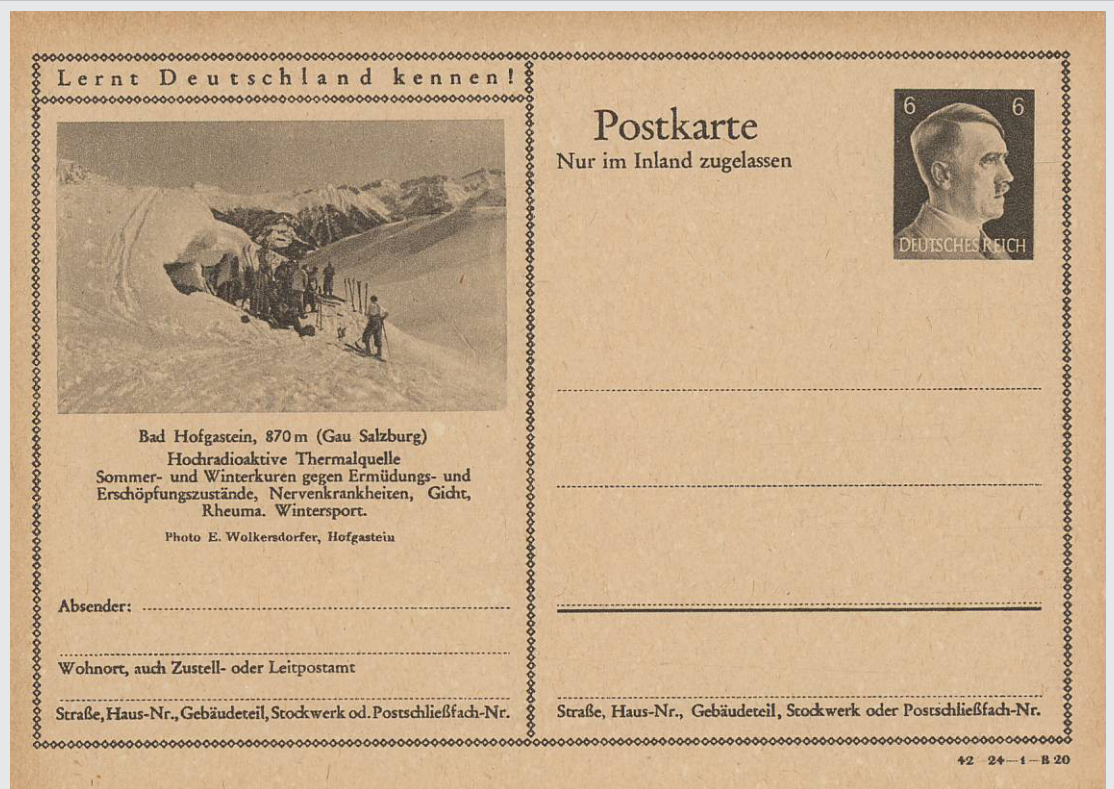 Lernt Deutschland kennen!
Bad Hofgastein, 870 m (Gau Salzburg)
Hochradioaktive Thermalquelle
Sommer- und Winterkuren gegen Ermüdungs- und
Erschöpfungszustände, Nervenkrankheiten, Gicht,
Rheuma. Wintersport.
Photo E. Wolkersdorfer, Hofgastein
Absender:
Wohnort, auch Zustell- oder Leitpostamt
Straße, Haus-Nr., Gebäudeteil, Stockwerk od. Postschließfach-Nr.
Postkarte
Nur im Inland zugelassen
6 6
DEUTSCHES REICH
Straße, Haus-Nr., Gebäudeteil, Stockwerk oder Postschließfach-Nr.
42 24—1—B 20